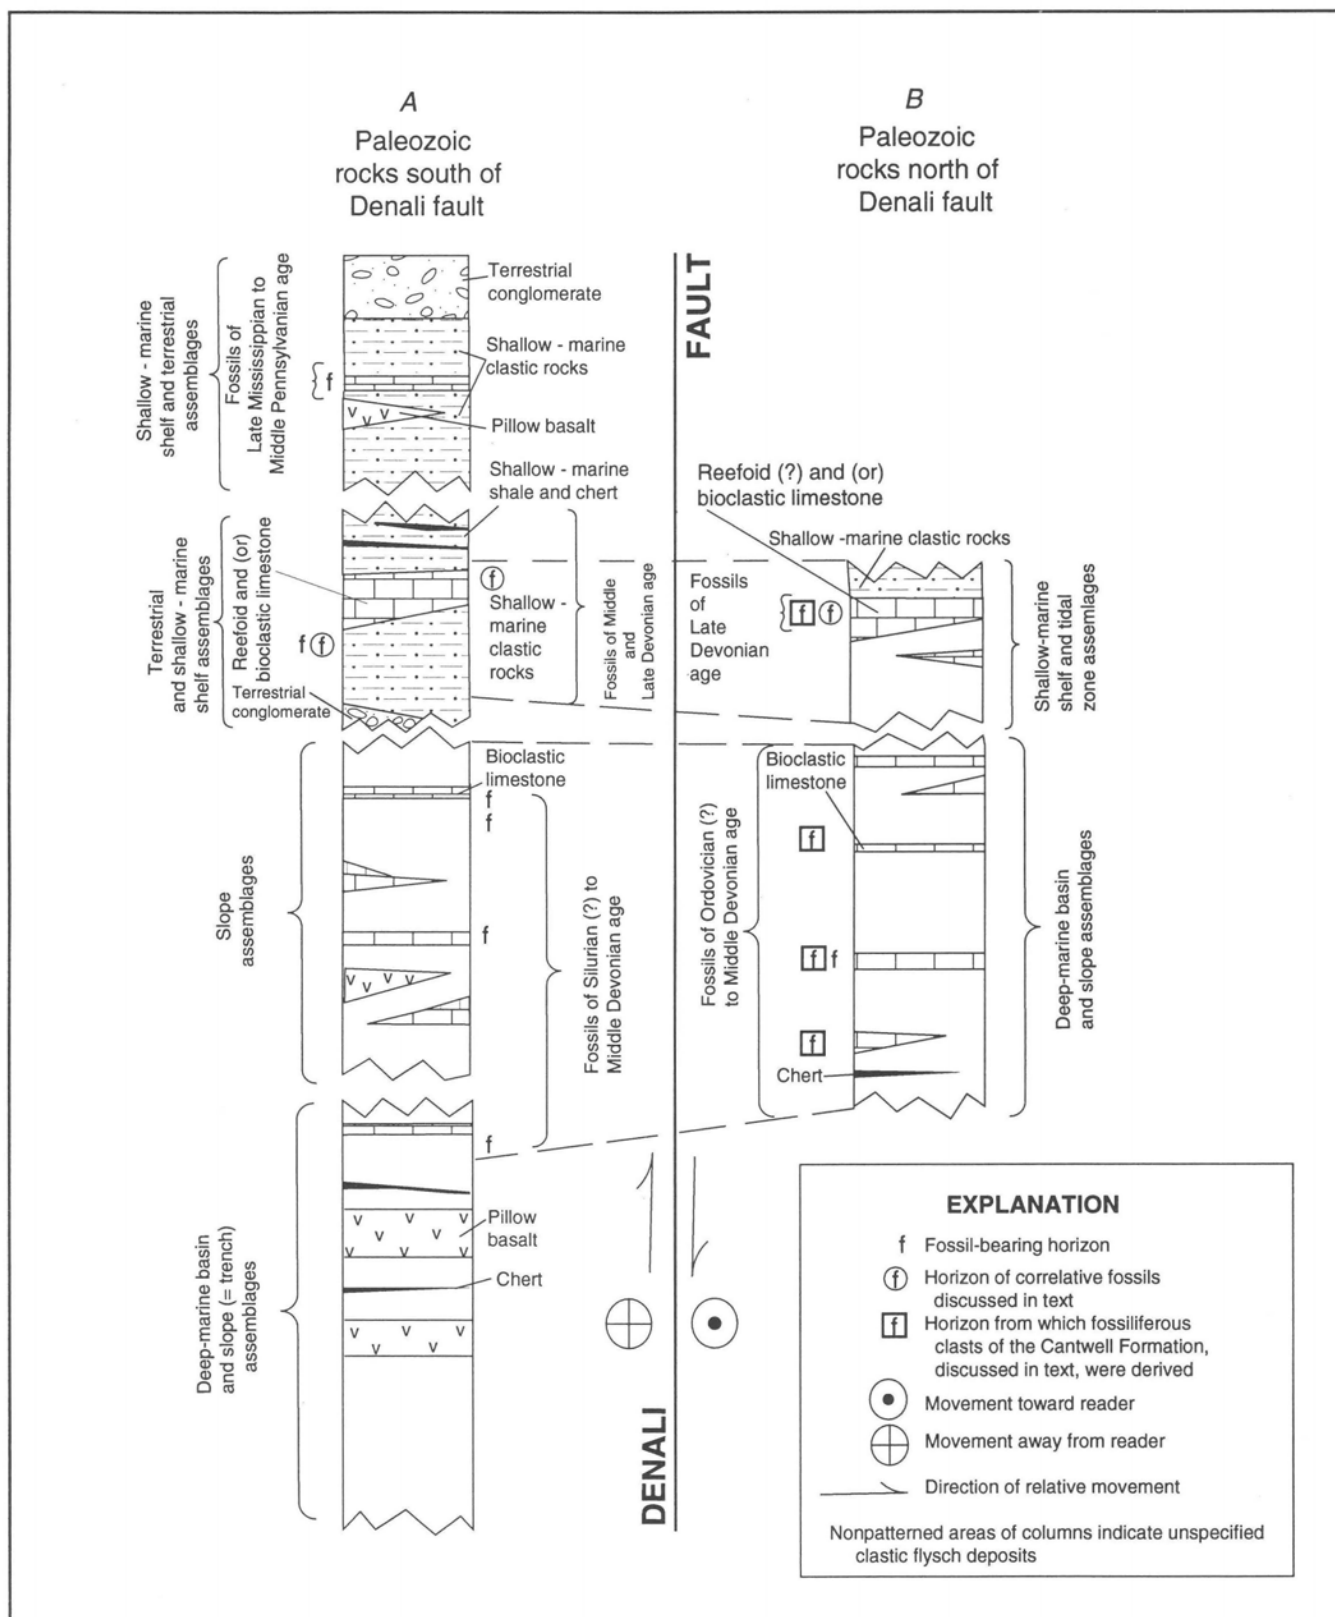 A
Paleozoic
rocks south of
Denali fault
B
Paleozoic
rocks north of
Denali fault
Shallow - marine
shelf and terrestrial
assemblages
Fossils of
Late Mississippian to
Middle Pennsylvanian age
f
Terrestrial
conglomerate
Shallow - marine
clastic rocks
Pillow basalt
v v v
v v
Shallow - marine
shale and chert
Terrestrial
and shallow - marine
shelf assemblages
Reefoid and (or)
bioclastic limestone
f f
Terrestrial
conglomerate
f
Shallow -
marine
clastic
rocks
Fossils of Middle
and
Late Devonian age
Slope
assemblages
Bioclastic
limestone
f
f
f
v v v
v v
Fossils of Silurian (?) to
Middle Devonian age
Deep-marine basin
and slope (= trench)
assemblages
f
v v v
v v
v v v v
Pillow
basalt
Chert
v v v
v v
FAULT
DENALI
Reefoid (?) and (or)
bioclastic limestone
Shallow -marine clastic rocks
Fossils
of
Late
Devonian
age
f f
Shallow-marine
shelf and tidal
zone assemlages
Bioclastic
limestone
f
f f
f
Chert
Fossils of Ordovician (?)
to Middle Devonian age
Deep-marine basin
and slope assemblages
EXPLANATION
f Fossil-bearing horizon
f Horizon of correlative fossils
discussed in text
f Horizon from which fossiliferous
clasts of the Cantwell Formation,
discussed in text, were derived
Movement toward reader
Movement away from reader
Direction of relative movement
Nonpatterned areas of columns indicate unspecified
clastic flysch deposits